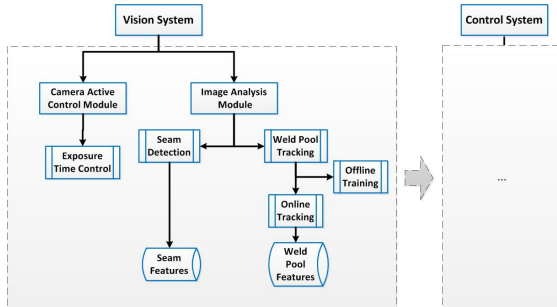 Vision System
Control System
Camera Active
Control Module
Image Analysis
Module
Seam
Detection
Weld Pool
Tracking
Exposure
Time Control
Offline
Training
...
Online
Tracking
Seam
Features
Weld
Pool
Features